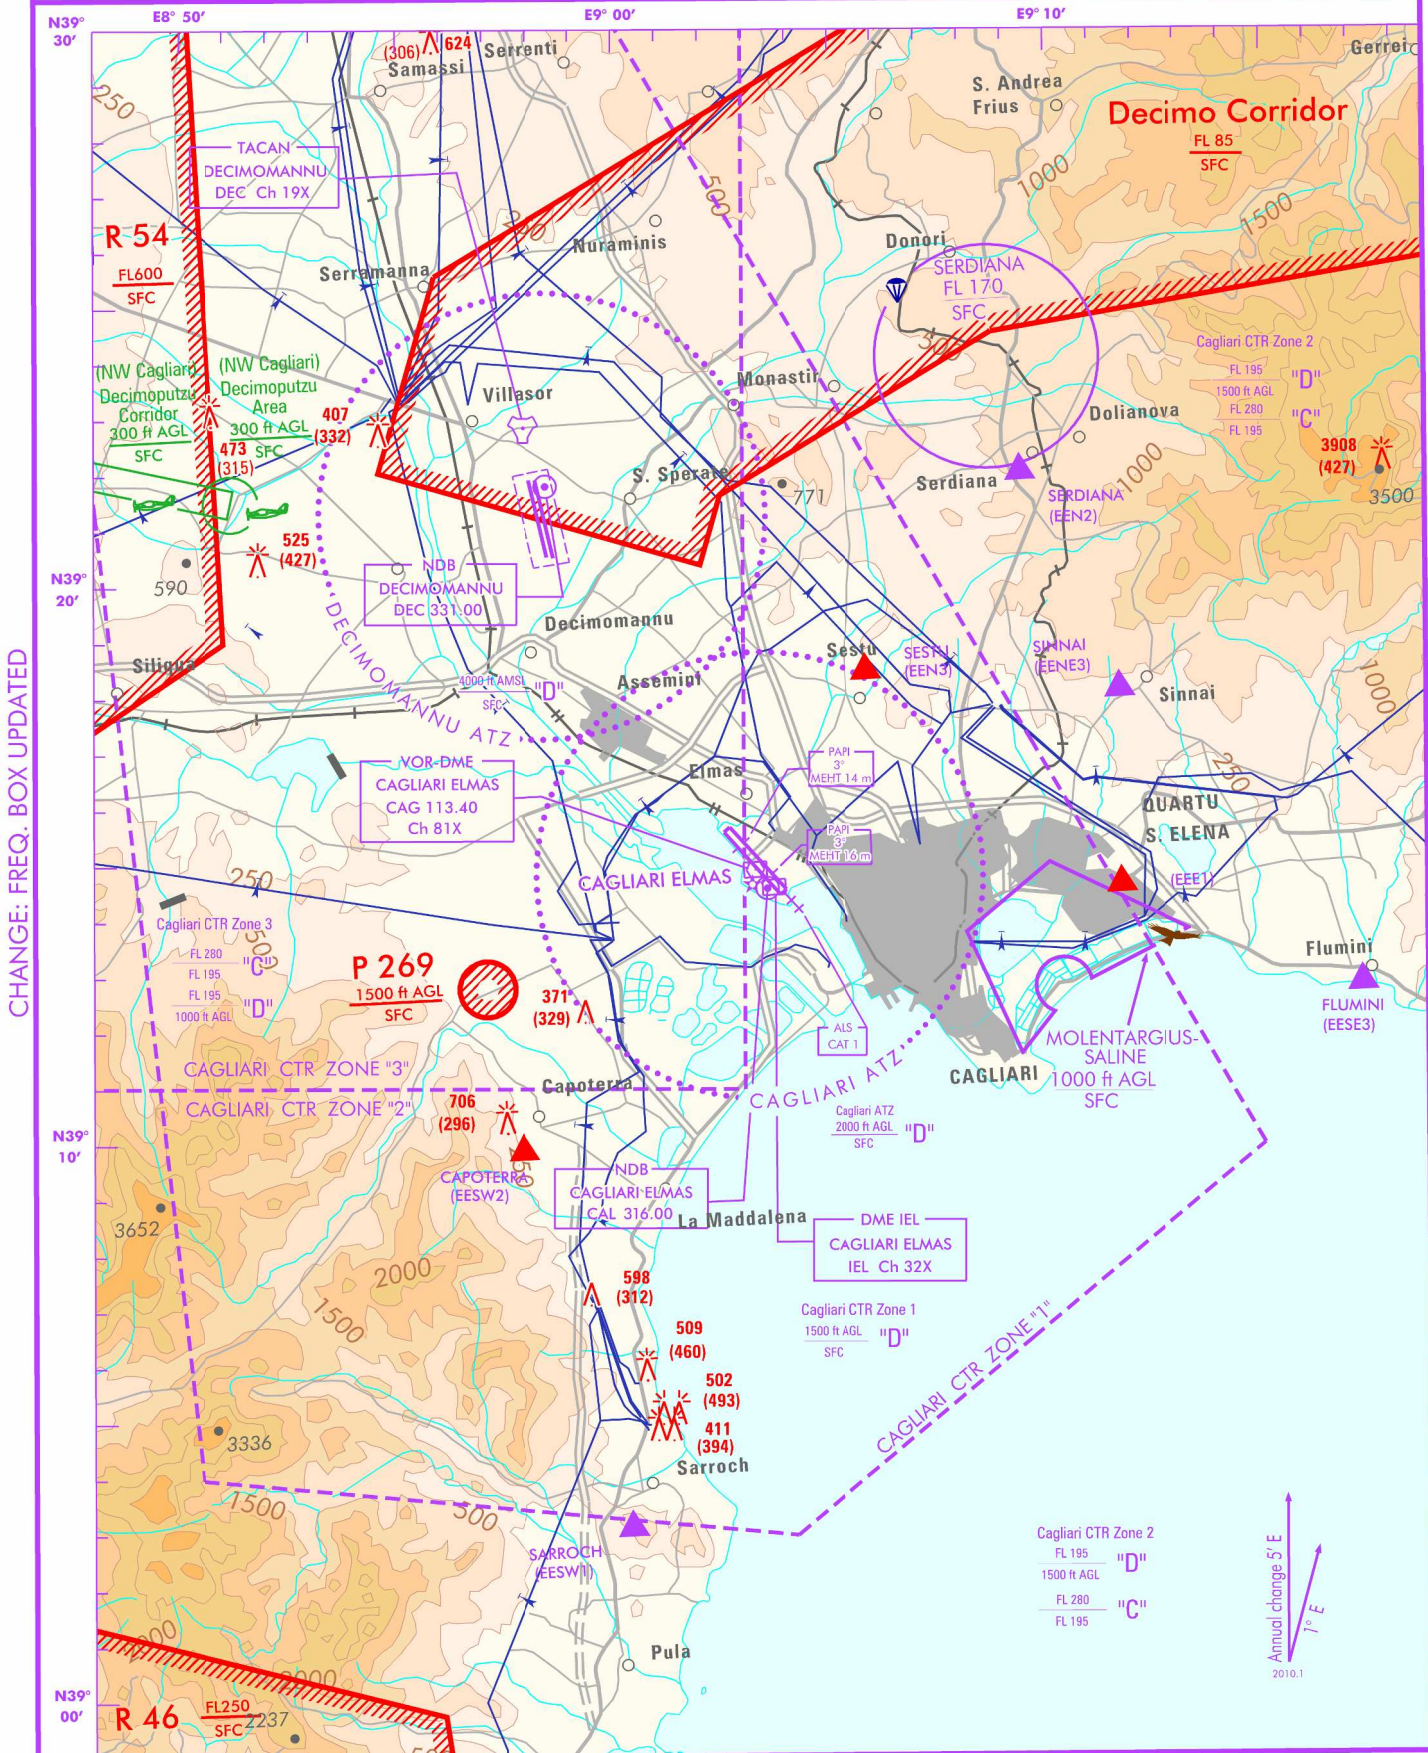 N39°
30'
E8° 50'
E9° 00'
E9° 10'
(306)
624
Samassi
Serrenti
S. Andrea
Frius
Gerrei
250
TACAN
DECIMOMANNU
DEC Ch 19X
500
Decimo Corridor
FL 85
SFC
1000
1500
R 54
FL600
SFC
250
Nuraminis
Serramanna
Donori
SERDIANA
FL 170
SFC
500
Cagliari CTR Zone 2
FL 195
1500 ft AGL
"D"
FL 280
FL 195
"C"
(NW Cagliari)
Decimoputzu
Corridor
300 ft AGL
SFC
(NW Cagliari)
Decimoputzu
Area
300 ft AGL
SFC
473
(315)
407
(332)
Villasor
Monastir
Dolianova
3908
(427)
3500
1000
S. Sperate
771
Serdiana
SERDIANA
(EEN2)
525
(427)
590
N39°
20'
NDB
DECIMOMANNU
DEC 331.00
Decimomannu
DECIMOMANNU ATZ
Siliqua
4000 ft AMSL
SFC
"D"
Assemini
Sestu
SESTU
(EEN3)
SINNAI
(EENE3)
Sinnai
1000
VOR-DME
CAGLIARI ELMAS
CAG 113.40
Ch 81X
Elmas
PAPI
3°
MEHT 14 m
PAPI
3°
MEHT 16 m
250
QUARTU
S. ELENA
(EEE1)
CAGLIARI ELMAS
250
500
Cagliari CTR Zone 3
FL 280
FL 195
"C"
FL 195
1000 ft AGL
"D"
P 269
1500 ft AGL
SFC
371
(329)
Flumini
FLUMINI
(EESE3)
ALS
CAT 1
MOLENTARGIUS-
SALINE
1000 ft AGL
SFC
CAGLIARI
CAGLIARI ATZ
CAGLIARI CTR ZONE "3"
CAGLIARI CTR ZONE "2"
Capoterra
706
(296)
Cagliari ATZ
2000 ft AGL
SFC
"D"
N39°
10'
CAPOTERRA
(EESW2)
250
NDB
CAGLIARI ELMAS
CAL 316.00
La Maddalena
DME IEL
CAGLIARI ELMAS
IEL Ch 32X
3652
2000
1500
598
(312)
Cagliari CTR Zone 1
1500 ft AGL
SFC
"D"
509
(460)
502
(493)
411
(394)
CAGLIARI CTR ZONE "1"
3336
Sarroch
1500
500
SARROCH
(EESW1)
Cagliari CTR Zone 2
FL 195
1500 ft AGL
"D"
FL 280
FL 195
"C"
Annual change 5' E
1° E
2010.1
Pula
2000
N39°
00'
R 46
FL250
SFC
2237
CHANGE: FREQ. BOX UPDATED